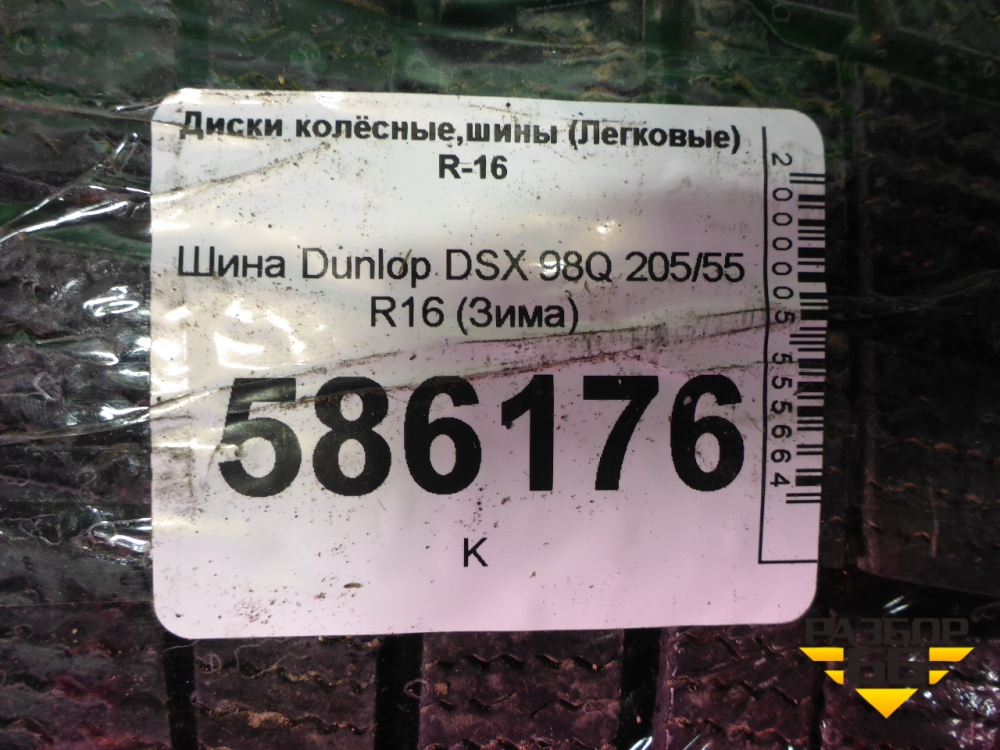 Диски колёсные,шины (Легковые)
R-16
Шина Dunlop DSX 98Q 205/55
R16 (Зима)
586176
К
2000005555664
РАЗБОР
66